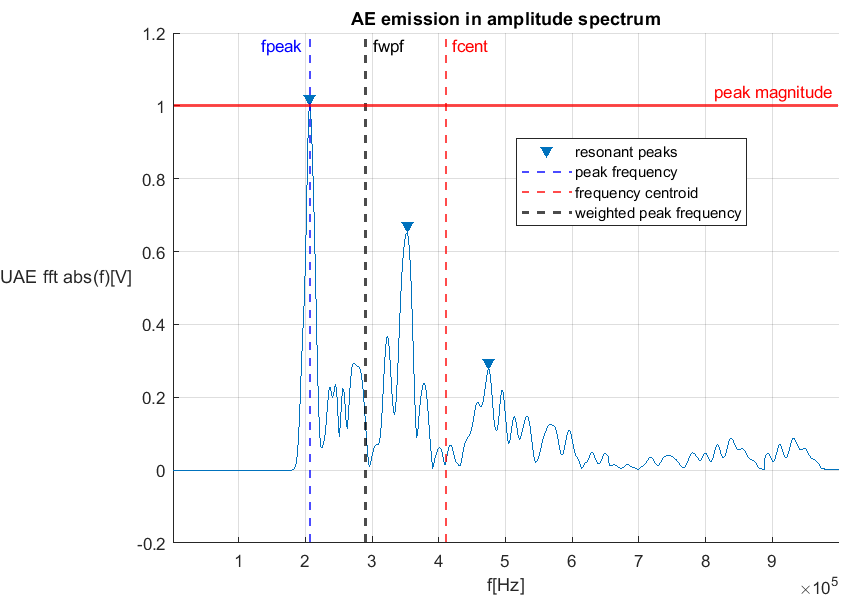 AE emission in amplitude spectrum
1.2
fpeak
fwpf
fcent
peak magnitude
1
resonant peaks
peak frequency
frequency centroid
weighted peak frequency
0.8
0.6
UAE fft abs(f)[V]
0.4
0.2
0
-0.2
1 2 3 4 5 6 7 8 9
f[Hz]
×10⁵